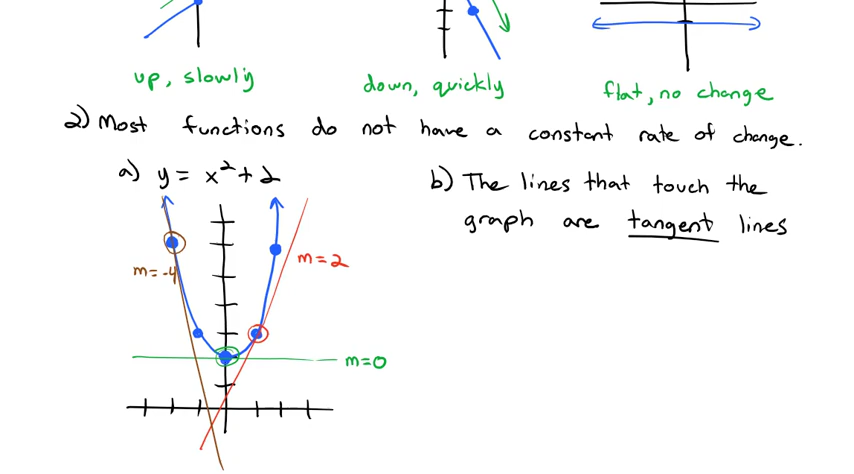 up, slowly
down, quickly
flat, no change
2) Most functions do not have a constant rate of change.
a) y = x² + 2
b) The lines that touch the
graph are tangent lines
m = 2
m = -4
m = 0